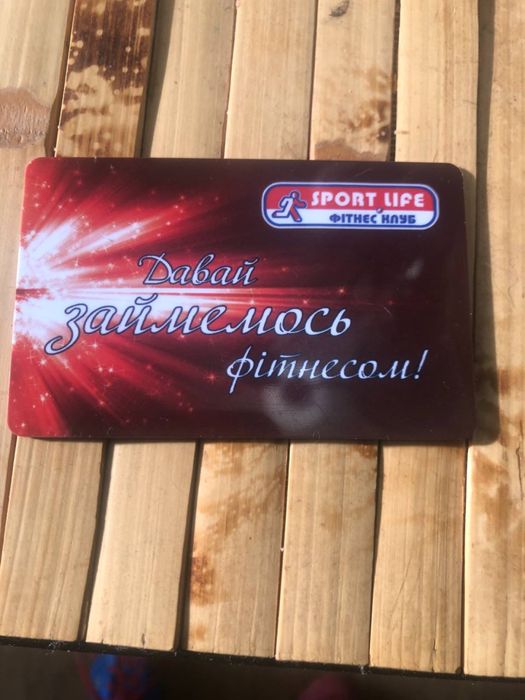 SPORT LIFE
ФІТНЕС КЛУБ
Давай
займемось
фітнесом!